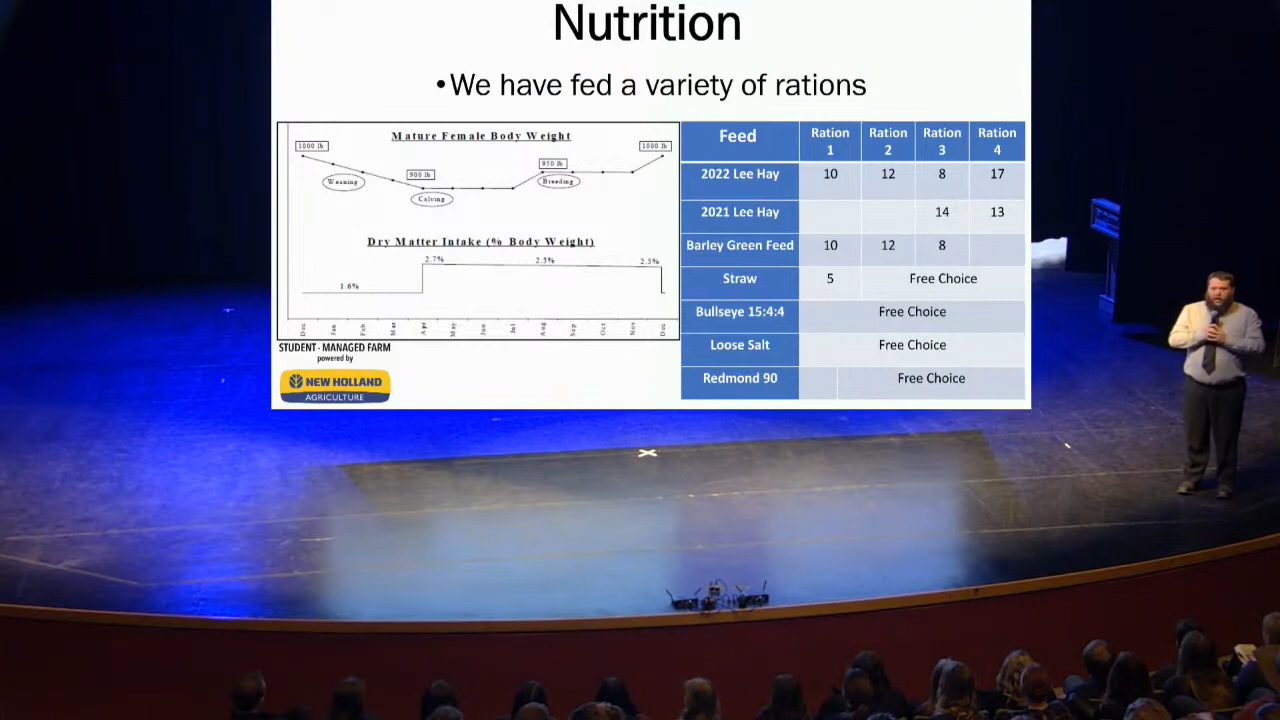 Nutrition
•We have fed a variety of rations
Mature Female Body Weight
1000 lb
1000 lb
950 lb
900 lb
Weaning
Breeding
Calving
Dry Matter Intake (% Body Weight)
2.7%
2.5%
2.5%
1.6%
Dec Jan Feb Mar Apr May Jun Jul Aug Sep Oct Nov Dec
STUDENT-MANAGED FARM
powered by
NEW HOLLAND
AGRICULTURE
Feed Ration 1 Ration 2 Ration 3 Ration 4
2022 Lee Hay 10 12 8 17
2021 Lee Hay 14 13
Barley Green Feed 10 12 8
Straw 5 Free Choice
Bullseye 15:4:4 Free Choice
Loose Salt Free Choice
Redmond 90 Free Choice